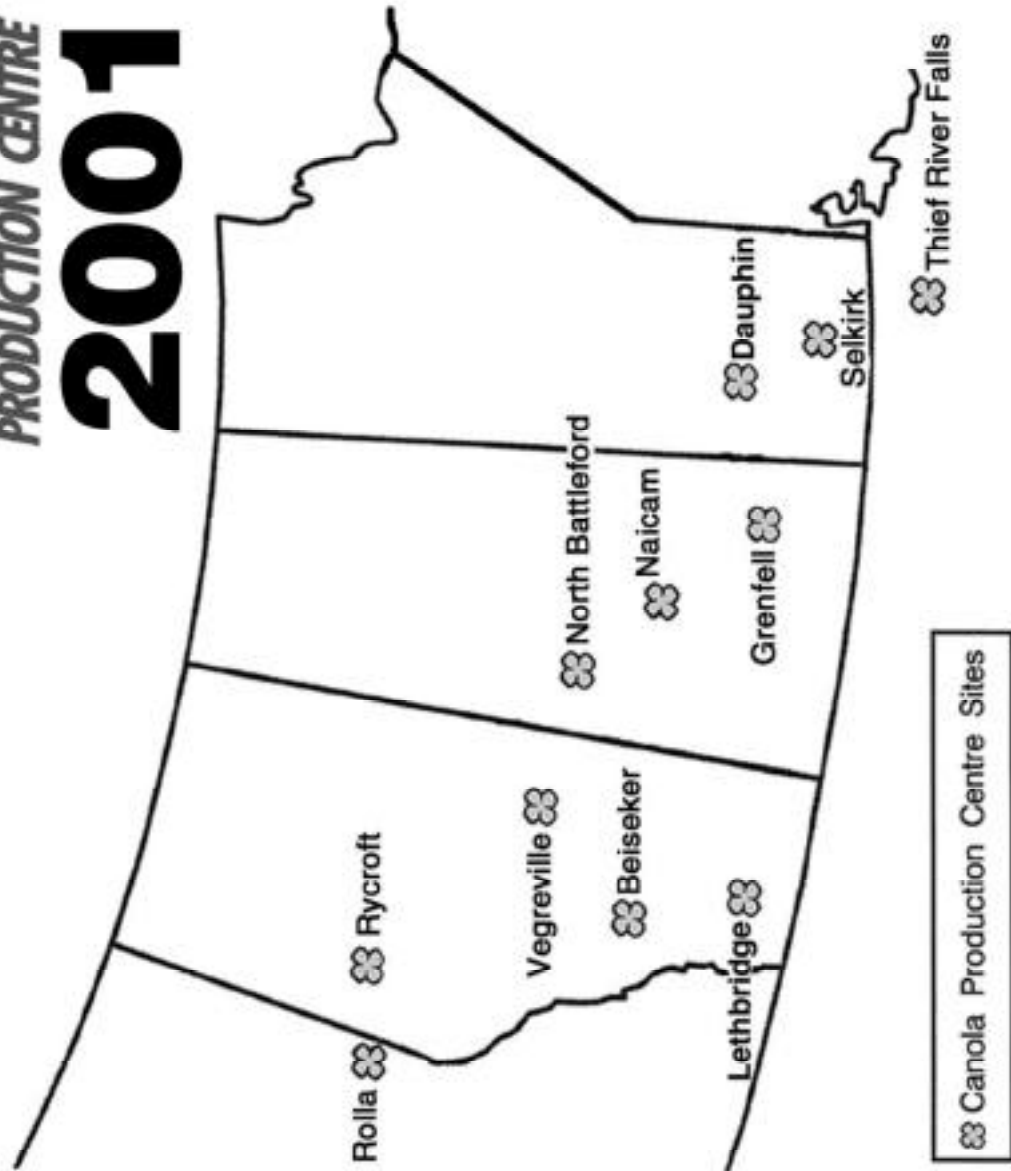 PRODUCTION CENTRE
2001
Rolla
Rycroft
Vegreville
Beiseker
Lethbridge
North Battleford
Naicam
Grenfell
Dauphin
Selkirk
Thief River Falls
Canola Production Centre Sites